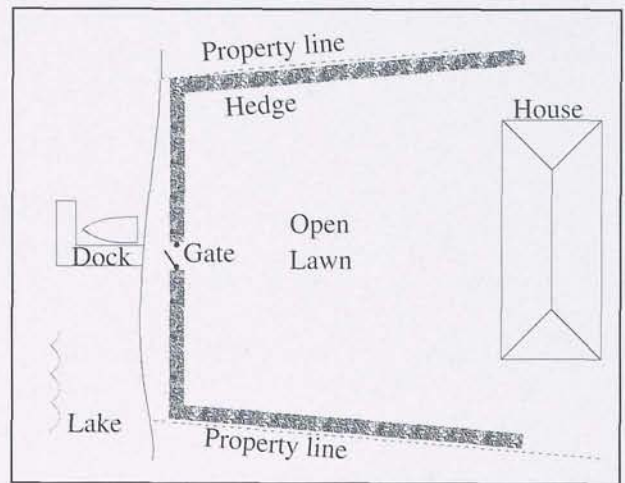 Property line
Hedge
House
Open
Lawn
Gate
Dock
Lake
Property line